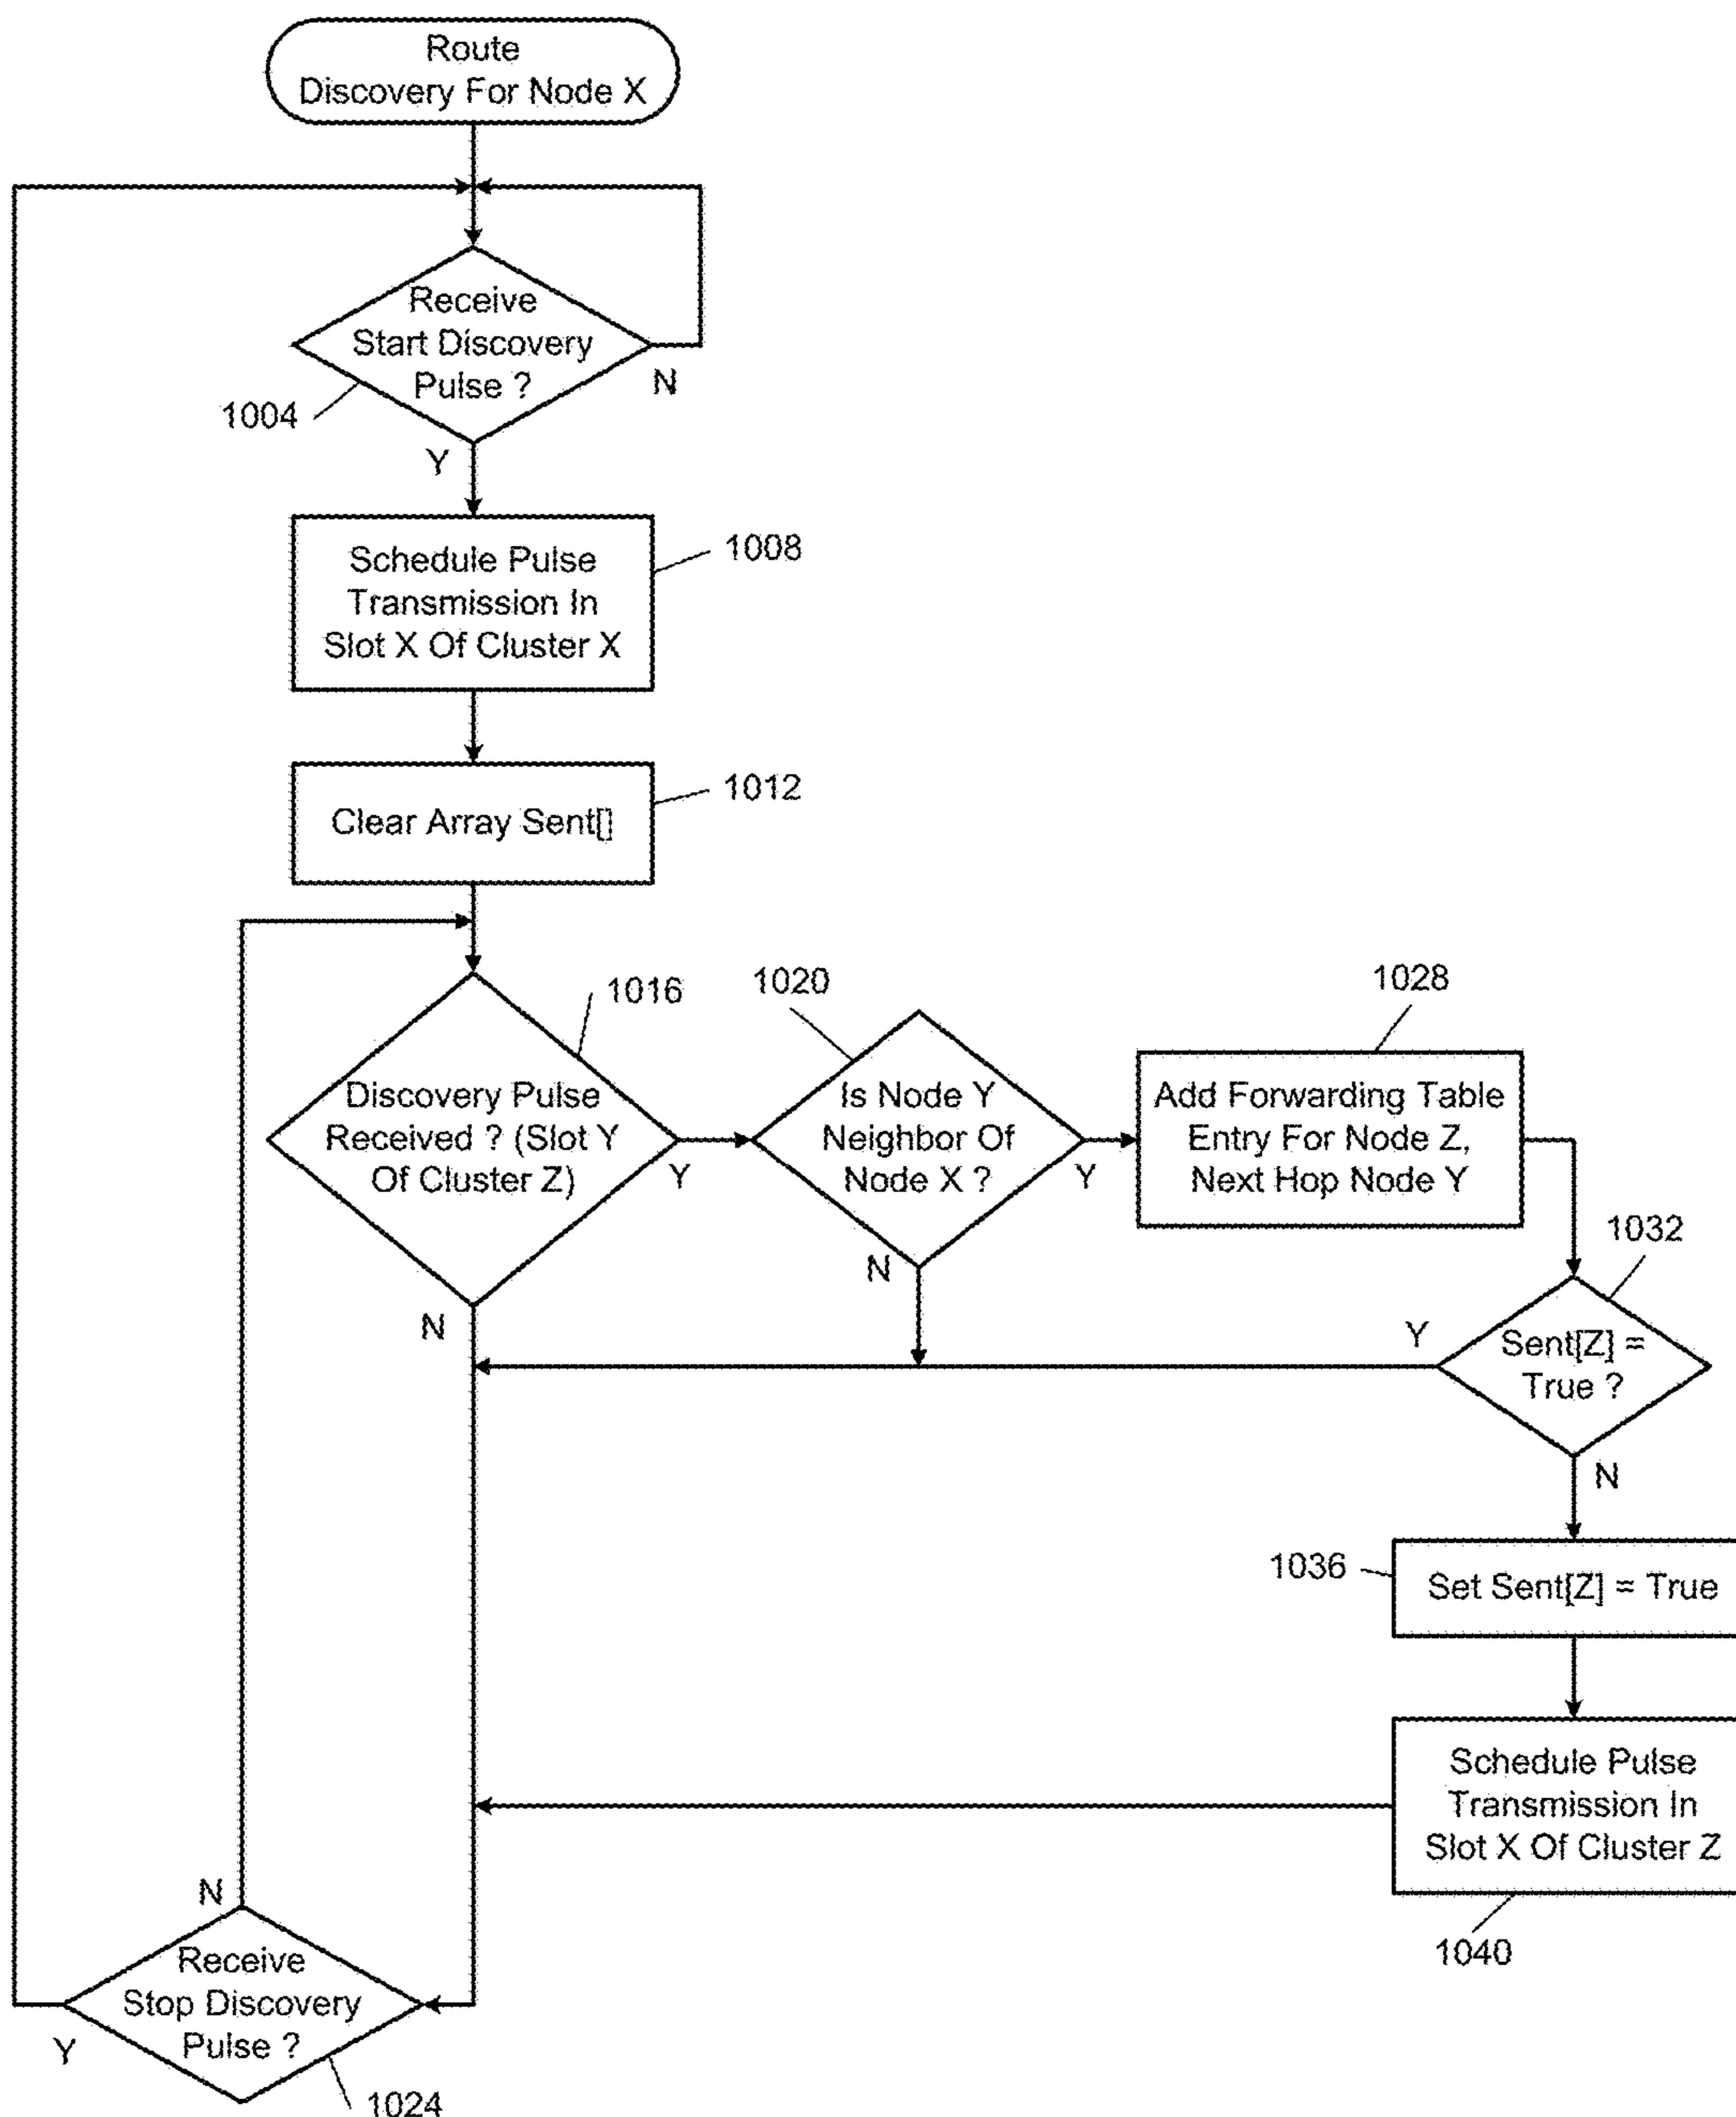 Route
Discovery For Node X
Receive
Start Discovery
Pulse ?
N
1004
Y
Schedule Pulse
Transmission In
Slot X Of Cluster X
1008
Clear Array Sent[]
1012
Discovery Pulse
Received ? (Slot Y
Of Cluster Z)
1016
Y
N
Is Node Y
Neighbor Of
Node X ?
1020
Y
N
Add Forwarding Table
Entry For Node Z,
Next Hop Node Y
1028
Sent[Z] =
True ?
1032
Y
N
Set Sent[Z] = True
1036
Schedule Pulse
Transmission In
Slot X Of Cluster Z
1040
N
Receive
Stop Discovery
Pulse ?
Y
1024